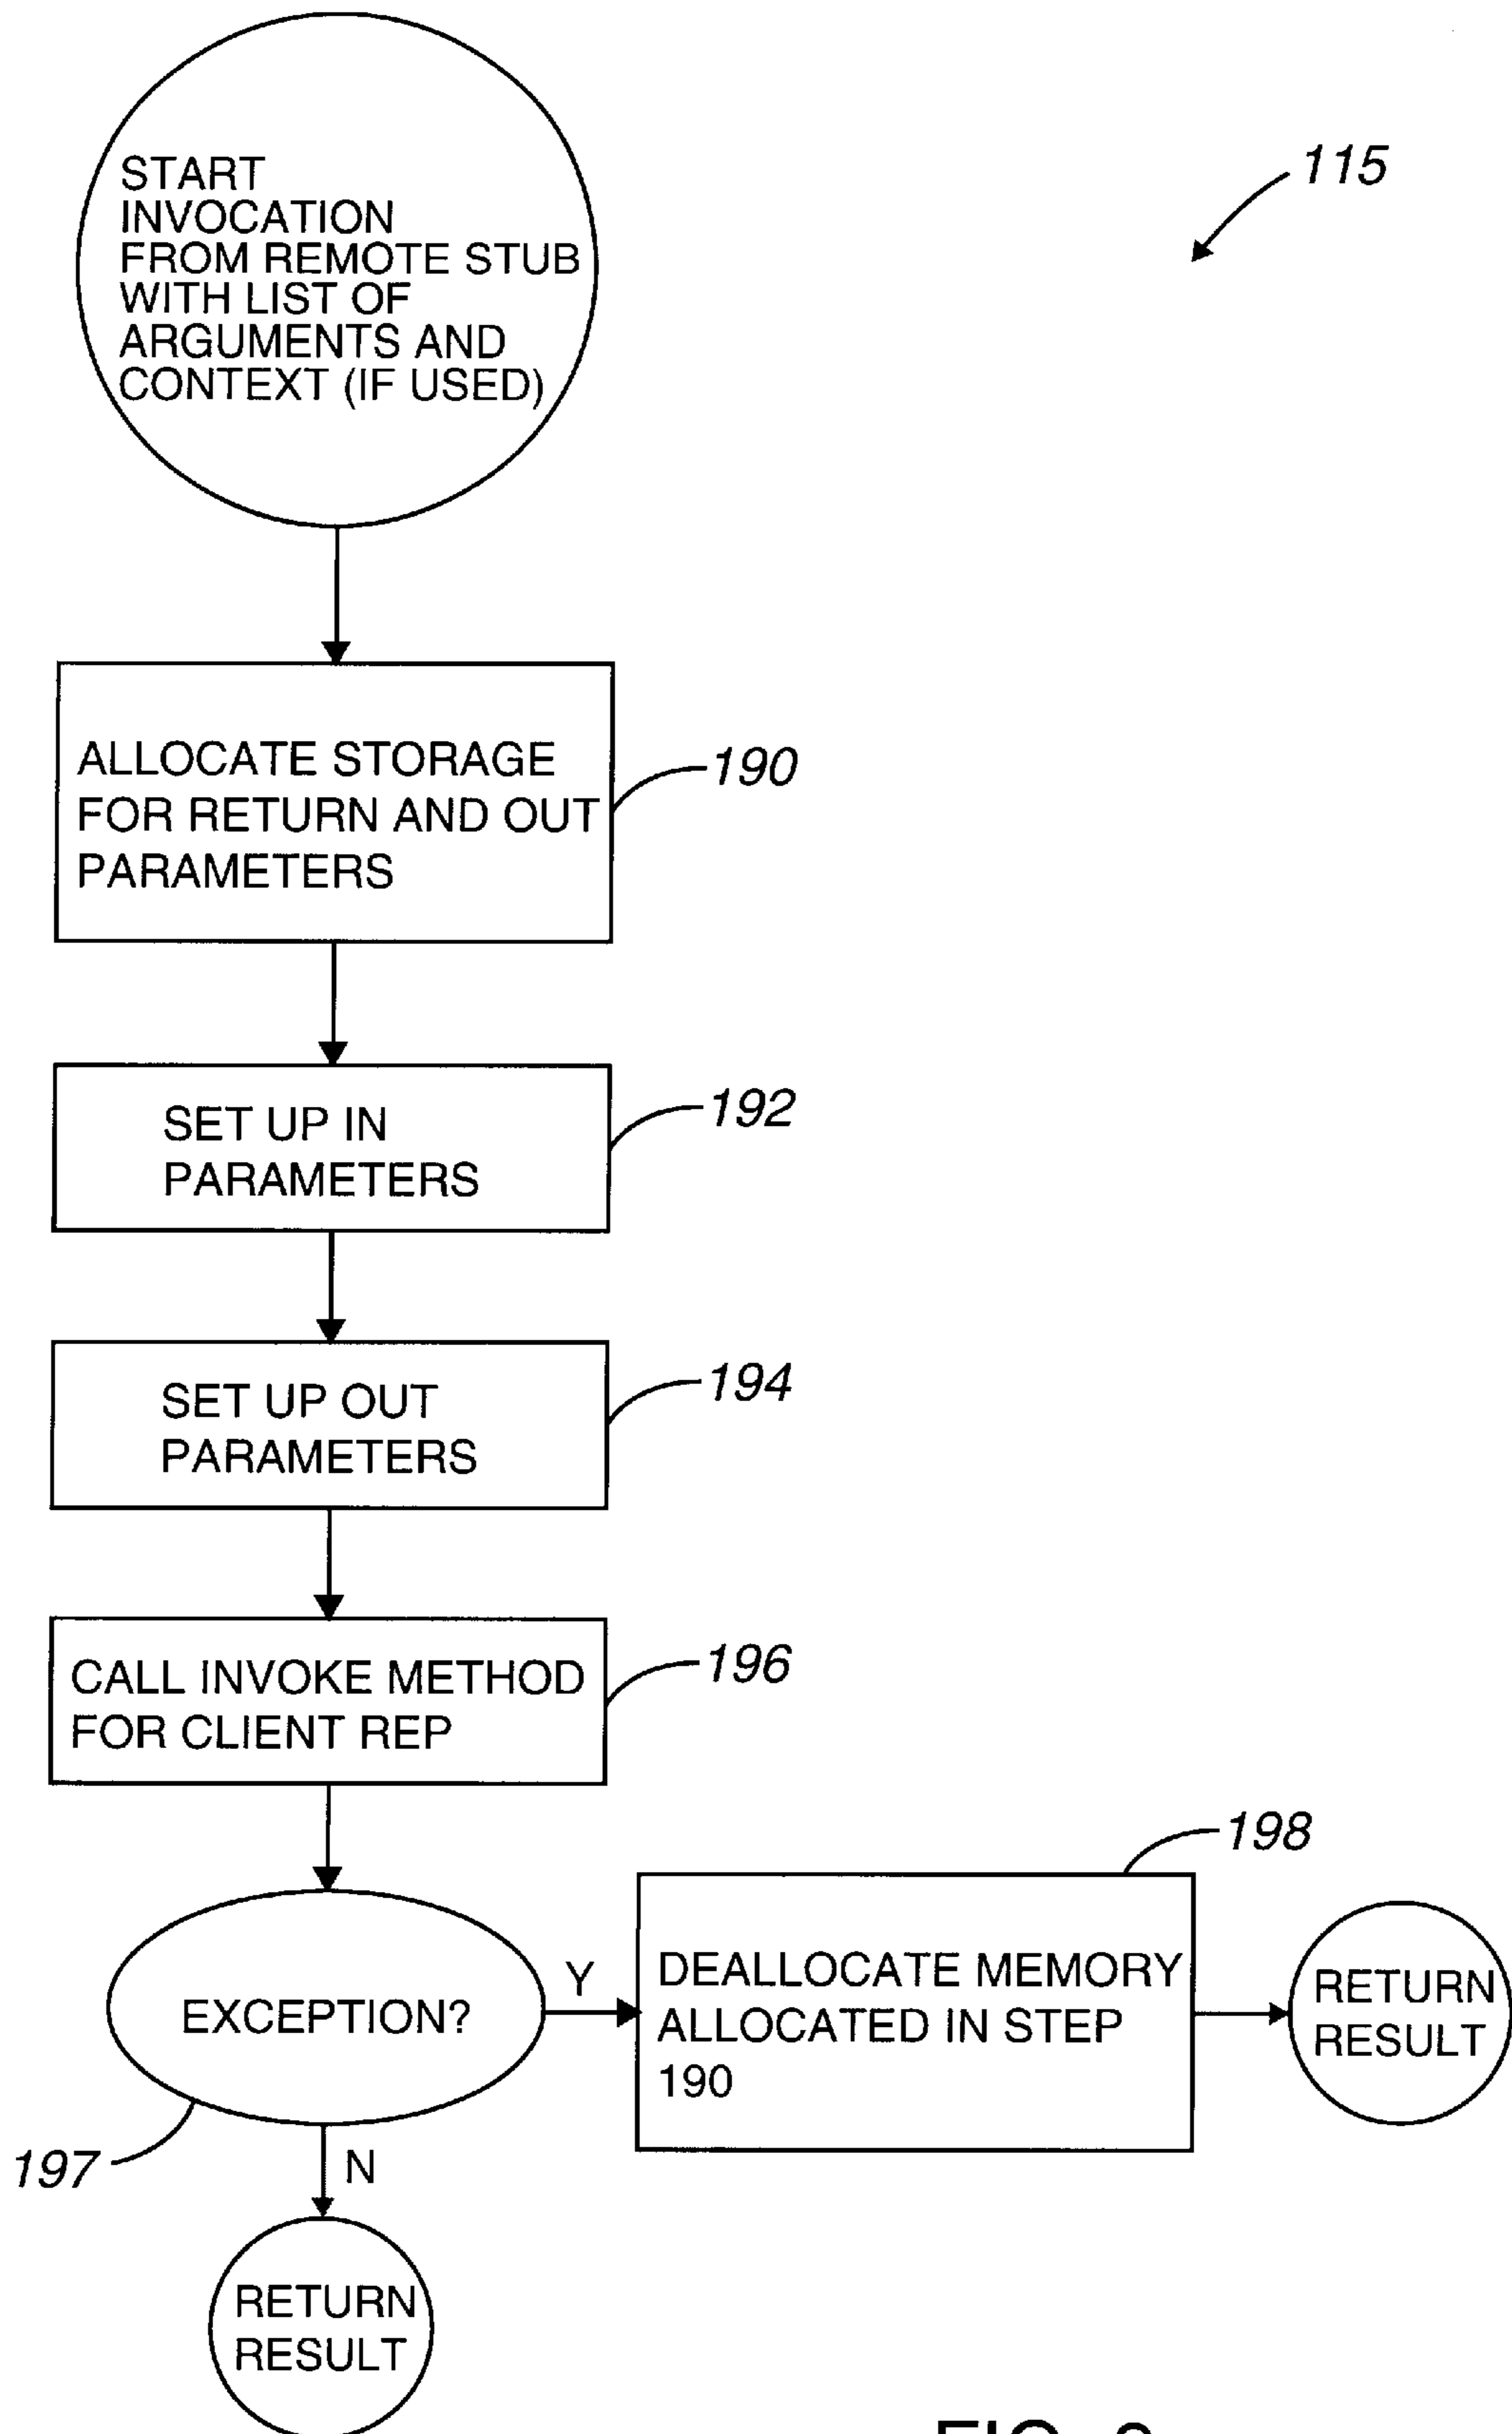 START
INVOCATION
FROM REMOTE STUB
WITH LIST OF
ARGUMENTS AND
CONTEXT (IF USED)
115
ALLOCATE STORAGE
FOR RETURN AND OUT
PARAMETERS
190
SET UP IN
PARAMETERS
192
SET UP OUT
PARAMETERS
194
CALL INVOKE METHOD
FOR CLIENT REP
196
EXCEPTION?
197
Y
N
DEALLOCATE MEMORY
ALLOCATED IN STEP
190
198
RETURN
RESULT
RETURN
RESULT
FIG.